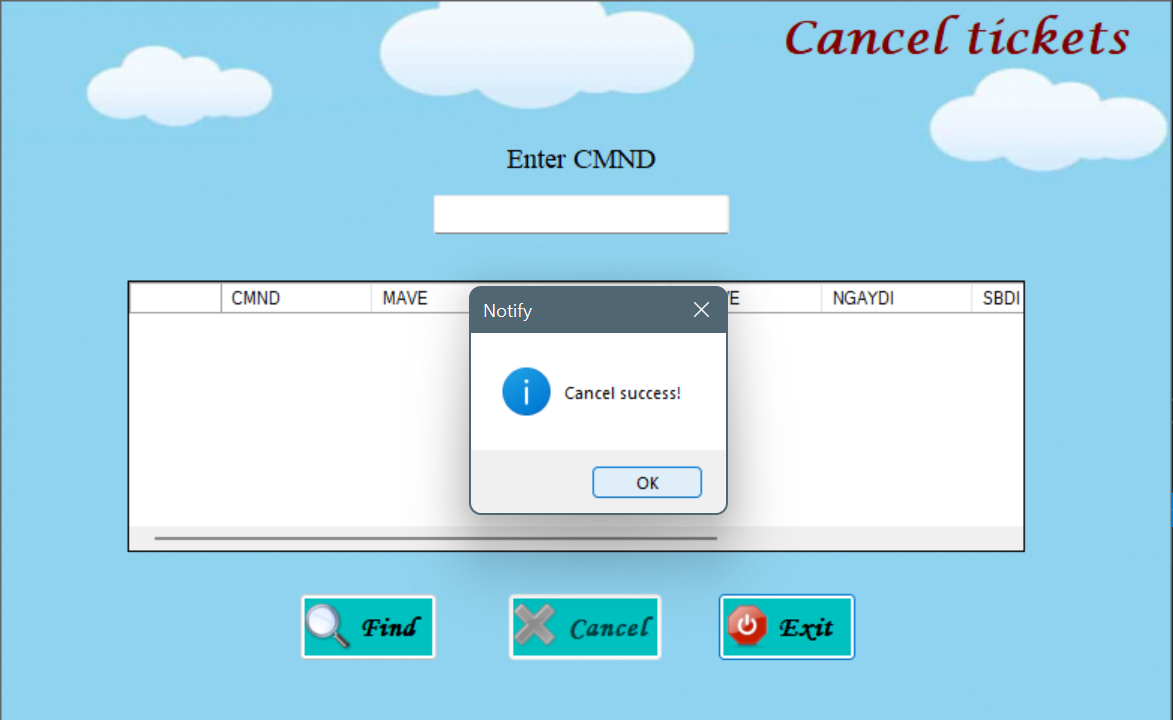 Cancel tickets
Enter CMND
CMND MAVE NGAYDI SBDI
Notify
Cancel success!
OK
Find Cancel Exit